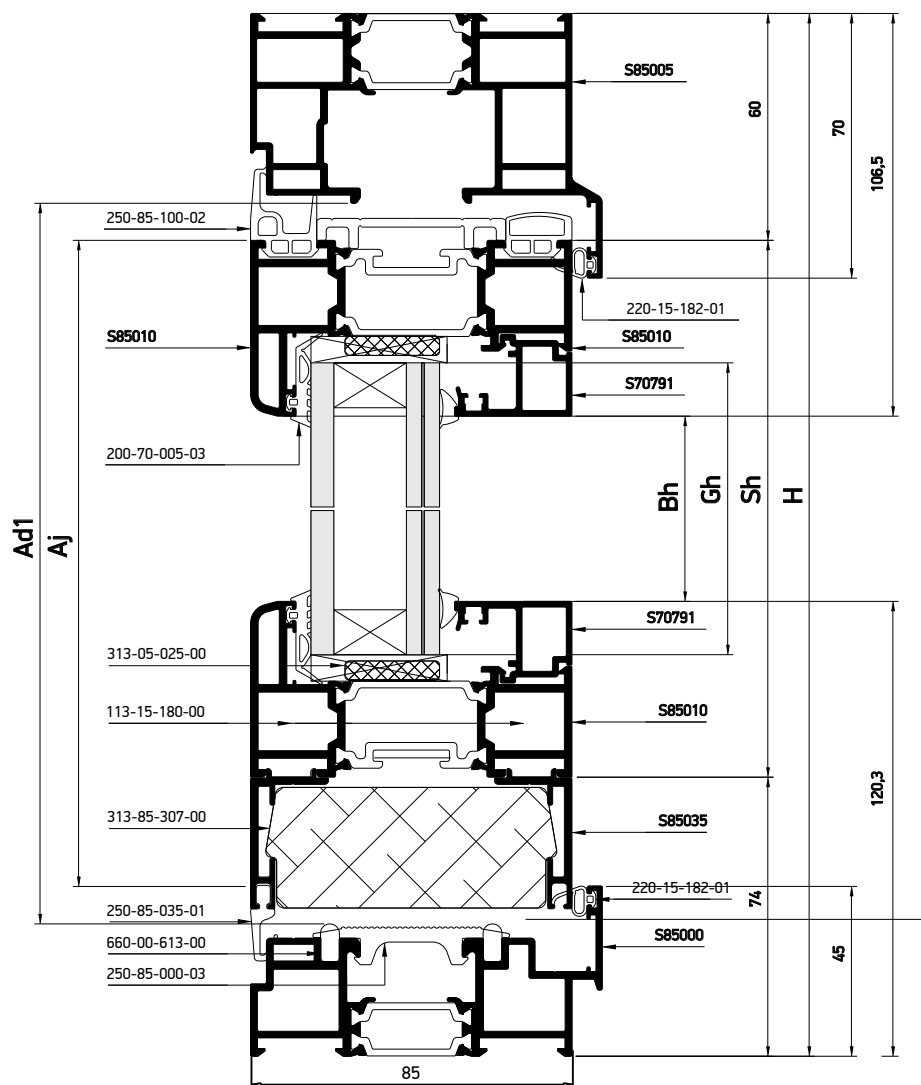 S85005
60
70
106,5
250-85-100-02
220-15-182-01
S85010
S85010
S70791
200-70-005-03
Ad1
Aj
Bh
Gh
Sh
H
S70791
313-05-025-00
113-15-180-00
S85010
120,3
313-85-307-00
S85035
220-15-182-01
74
250-85-035-01
S85000
660-00-613-00
45
250-85-000-03
85